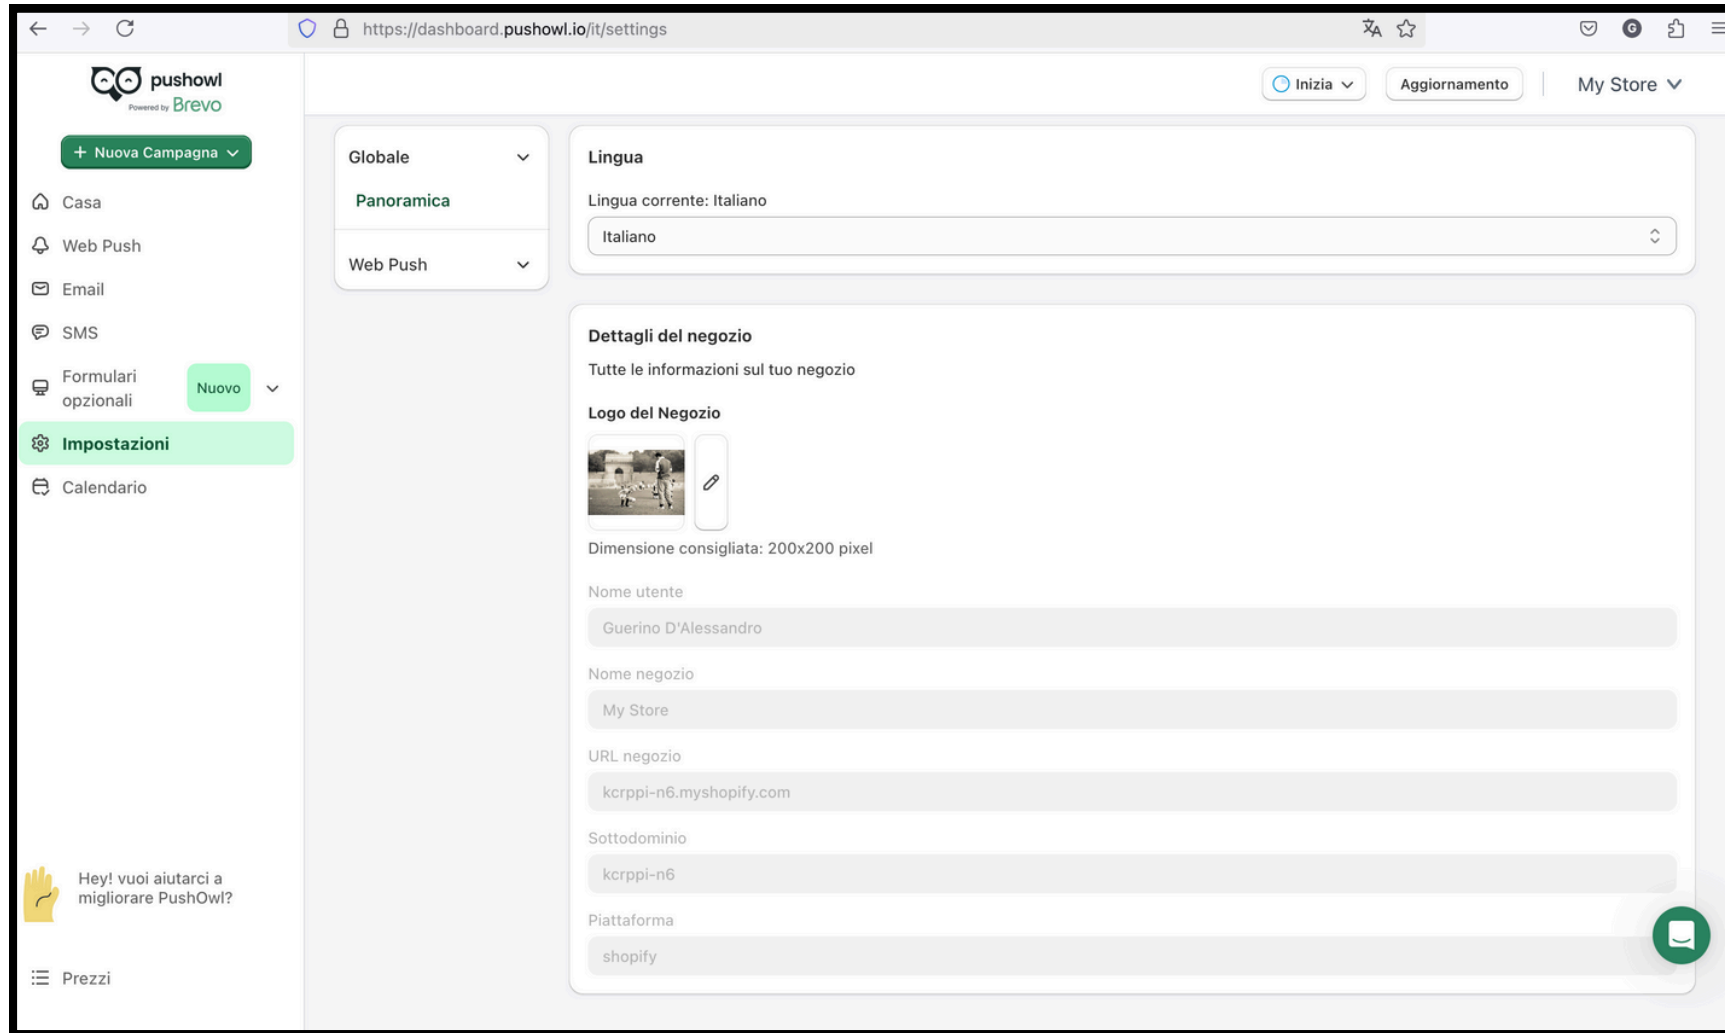 https://dashboard.pushowl.io/it/settings
G
pushowl
Powered by Brevo
Inizia
Aggiornamento
My Store
+ Nuova Campagna
Casa
Web Push
Email
SMS
Formulari
opzionali
Nuovo
Impostazioni
Calendario
Hey! vuoi aiutarci a
migliorare PushOwl?
Prezzi
Globale
Panoramica
Web Push
Lingua
Lingua corrente: Italiano
Italiano
Dettagli del negozio
Tutte le informazioni sul tuo negozio
Logo del Negozio
Dimensione consigliata: 200x200 pixel
Nome utente
Guerino D'Alessandro
Nome negozio
My Store
URL negozio
kcrppi-n6.myshopify.com
Sottodominio
kcrppi-n6
Piattaforma
shopify